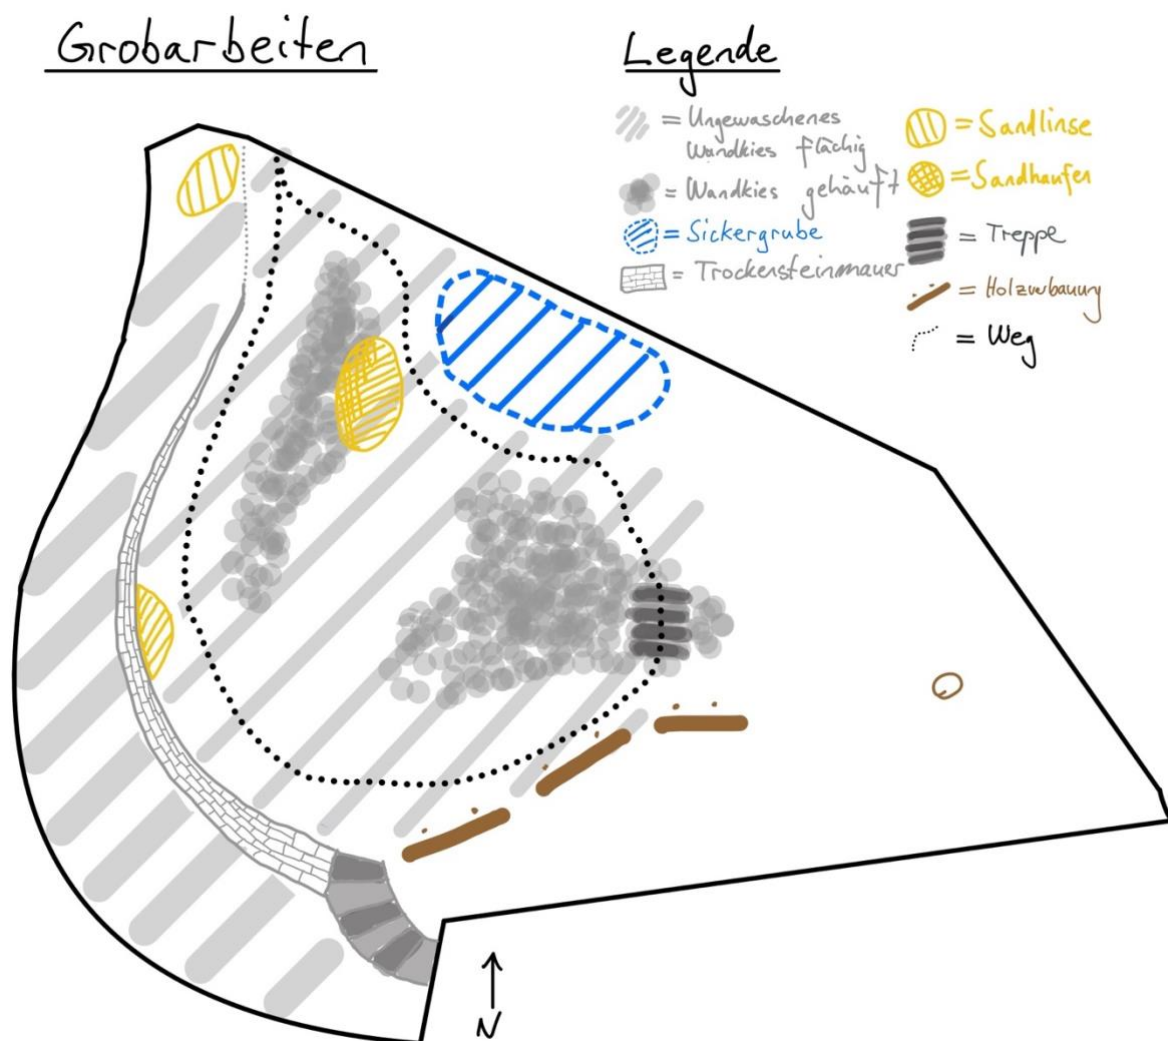 Grobarbeiten
Legende
= Ungewaschenes
Wandkies flächig
= Wandkies gehäuft
= Sickergrube
= Trockensteinmauer
= Sandlinse
= Sandhaufen
= Treppe
= Holzverbauung
= Weg
N